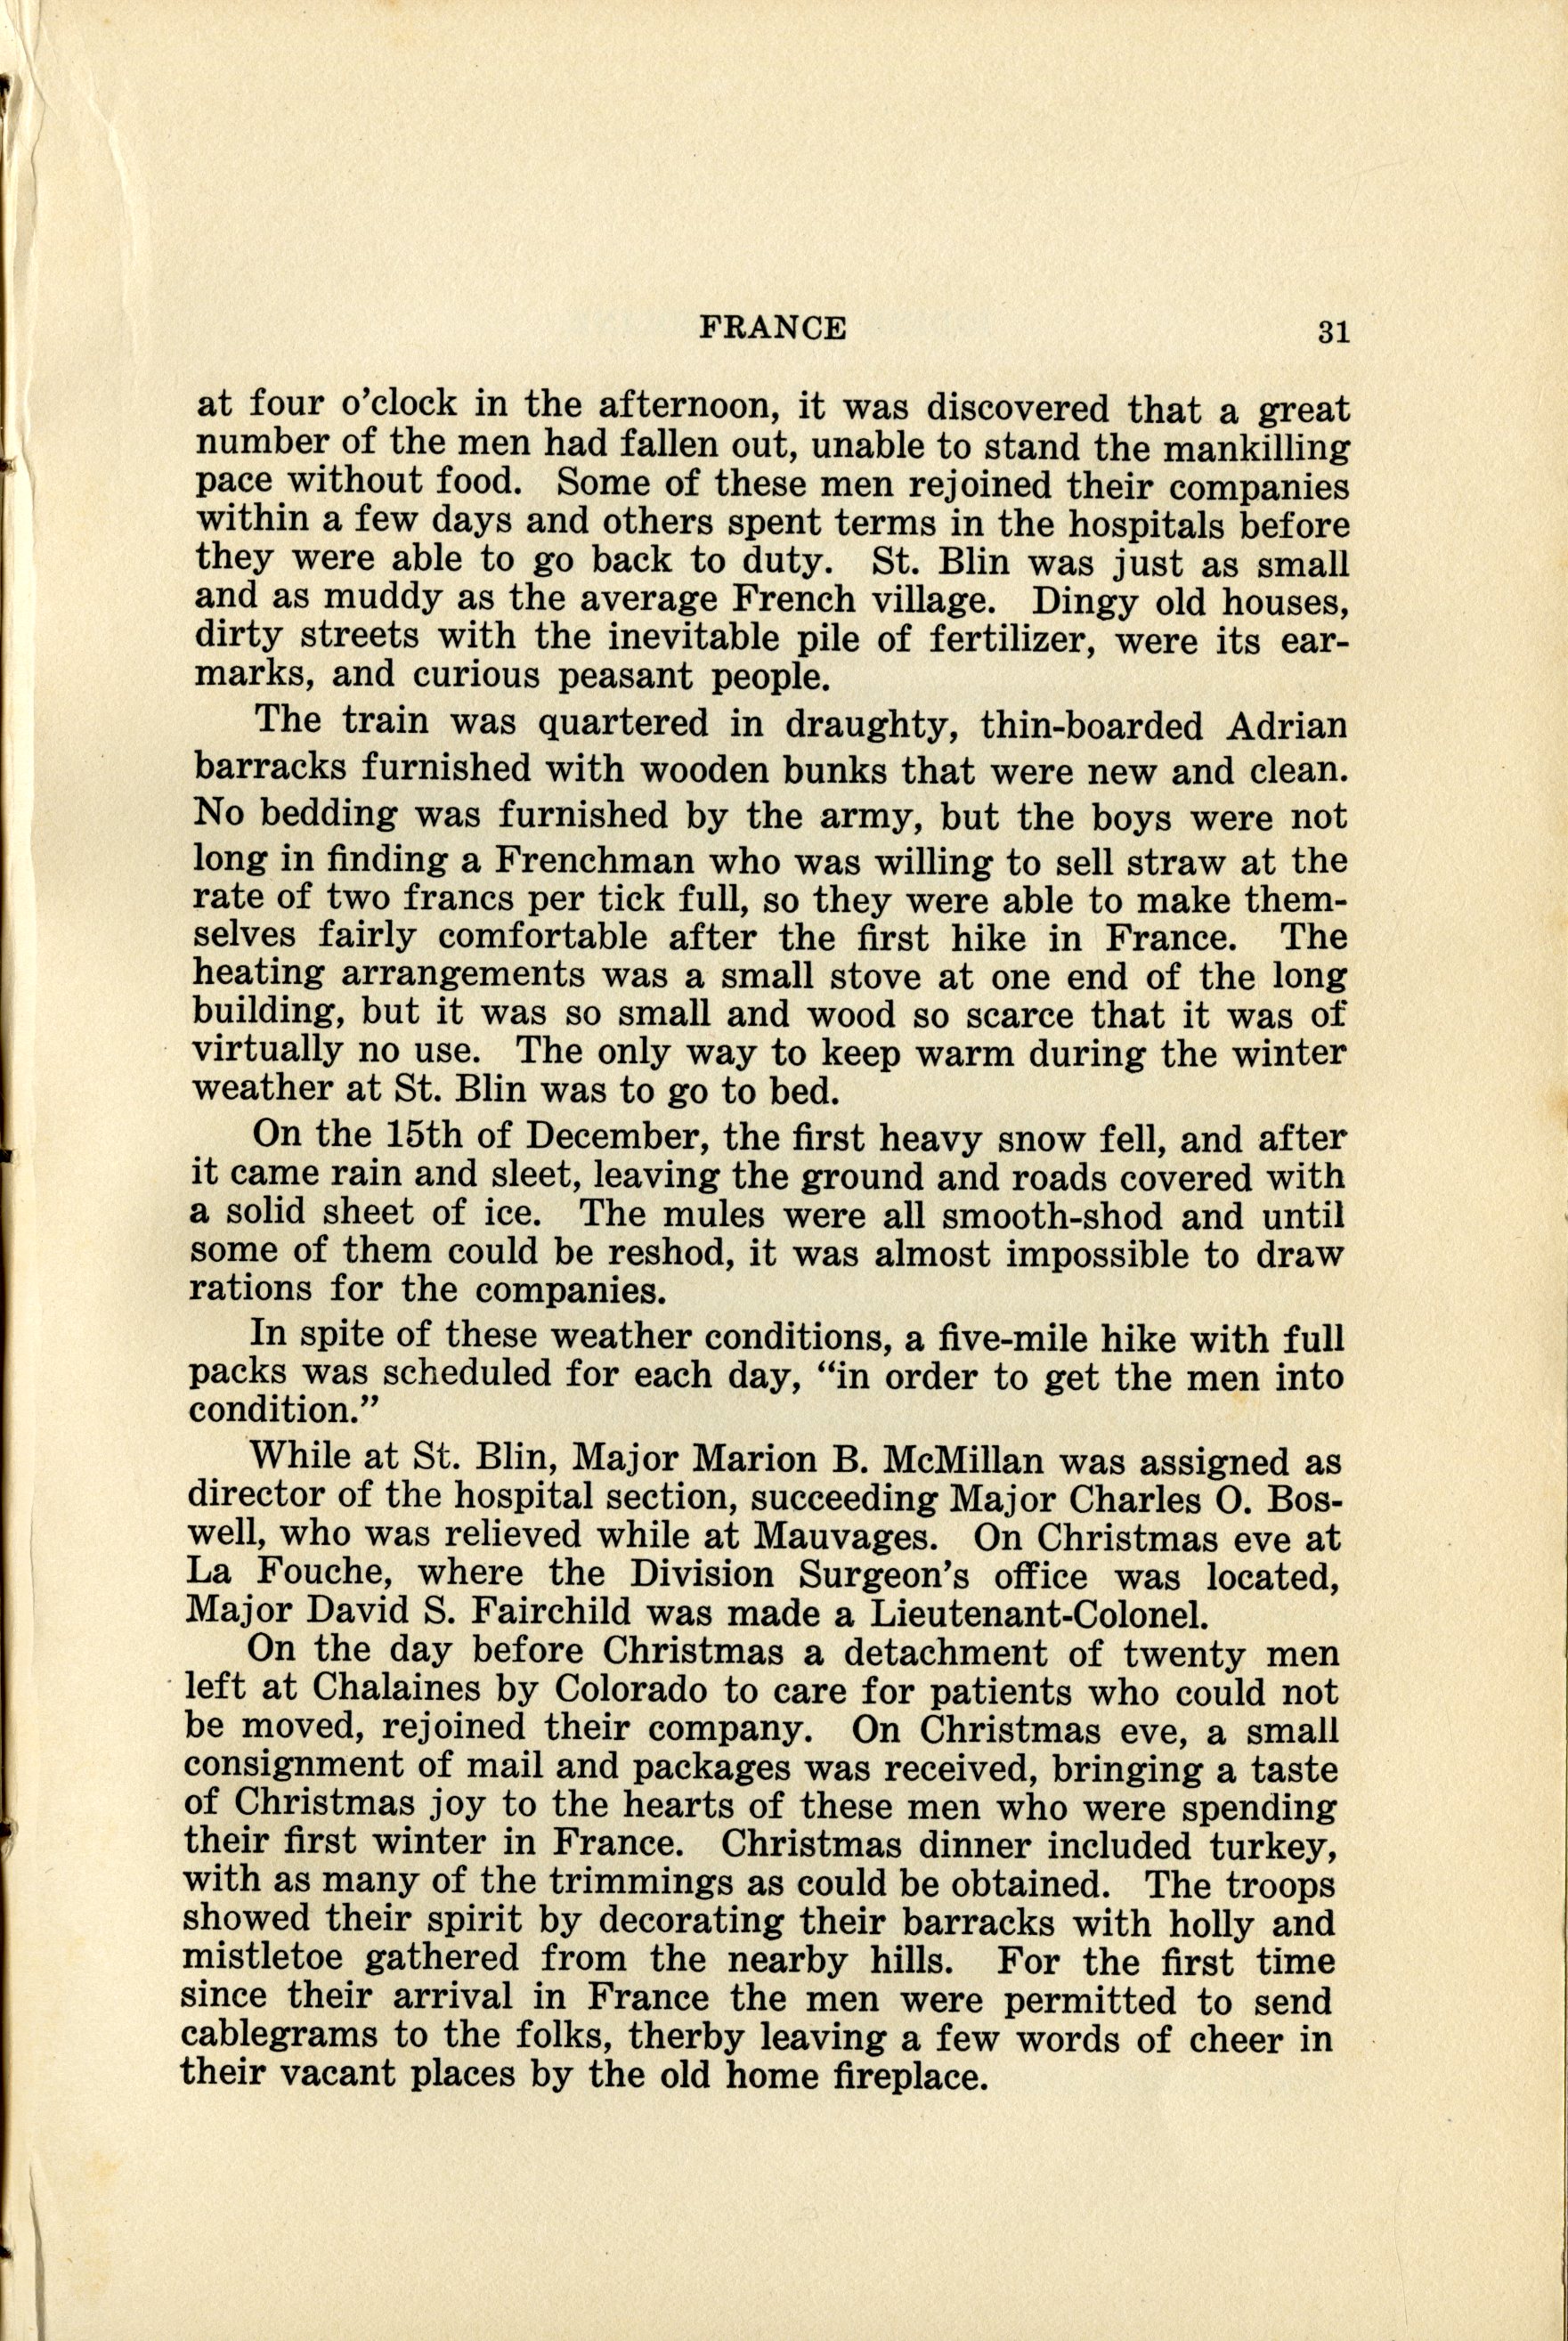 FRANCE 31
at four o'clock in the afternoon, it was discovered that a great
number of the men had fallen out, unable to stand the mankilling
pace without food. Some of these men rejoined their companies
within a few days and others spent terms in the hospitals before
they were able to go back to duty. St. Blin was just as small
and as muddy as the average French village. Dingy old houses,
dirty streets with the inevitable pile of fertilizer, were its ear-
marks, and curious peasant people.
The train was quartered in draughty, thin-boarded Adrian
barracks furnished with wooden bunks that were new and clean.
No bedding was furnished by the army, but the boys were not
long in finding a Frenchman who was willing to sell straw at the
rate of two francs per tick full, so they were able to make them-
selves fairly comfortable after the first hike in France. The
heating arrangements was a small stove at one end of the long
building, but it was so small and wood so scarce that it was of
virtually no use. The only way to keep warm during the winter
weather at St. Blin was to go to bed.
On the 15th of December, the first heavy snow fell, and after
it came rain and sleet, leaving the ground and roads covered with
a solid sheet of ice. The mules were all smooth-shod and until
some of them could be reshod, it was almost impossible to draw
rations for the companies.
In spite of these weather conditions, a five-mile hike with full
packs was scheduled for each day, "in order to get the men into
condition."
While at St. Blin, Major Marion B. McMillan was assigned as
director of the hospital section, succeeding Major Charles O. Bos-
well, who was relieved while at Mauvages. On Christmas eve at
La Fouche, where the Division Surgeon's office was located,
Major David S. Fairchild was made a Lieutenant-Colonel.
On the day before Christmas a detachment of twenty men
left at Chalaines by Colorado to care for patients who could not
be moved, rejoined their company. On Christmas eve, a small
consignment of mail and packages was received, bringing a taste
of Christmas joy to the hearts of these men who were spending
their first winter in France. Christmas dinner included turkey,
with as many of the trimmings as could be obtained. The troops
showed their spirit by decorating their barracks with holly and
mistletoe gathered from the nearby hills. For the first time
since their arrival in France the men were permitted to send
cablegrams to the folks, therby leaving a few words of cheer in
their vacant places by the old home fireplace.